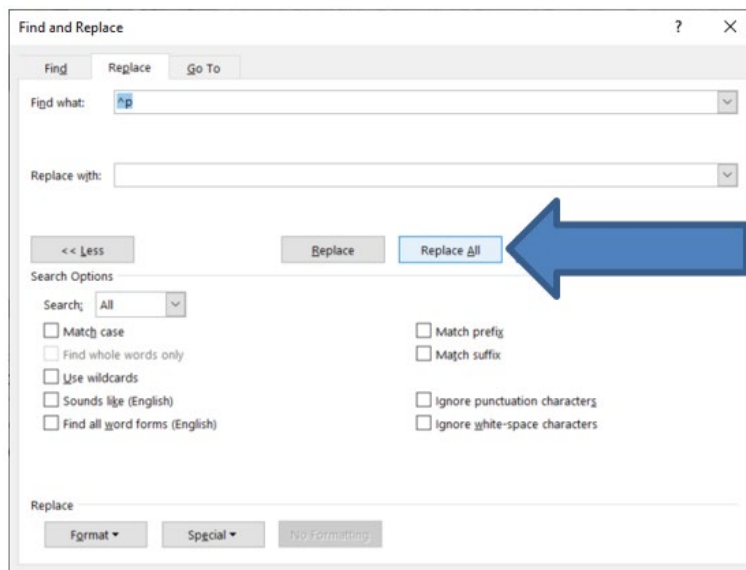 Find and Replace ? X
Find Replace Go To
Find what: ^p
Replace with:
<< Less Replace Replace All
Search Options
Search: All
Match case Match prefix
Find whole words only Match suffix
Use wildcards
Sounds like (English) Ignore punctuation characters
Find all word forms (English) Ignore white-space characters
Replace
Format Special No Formatting